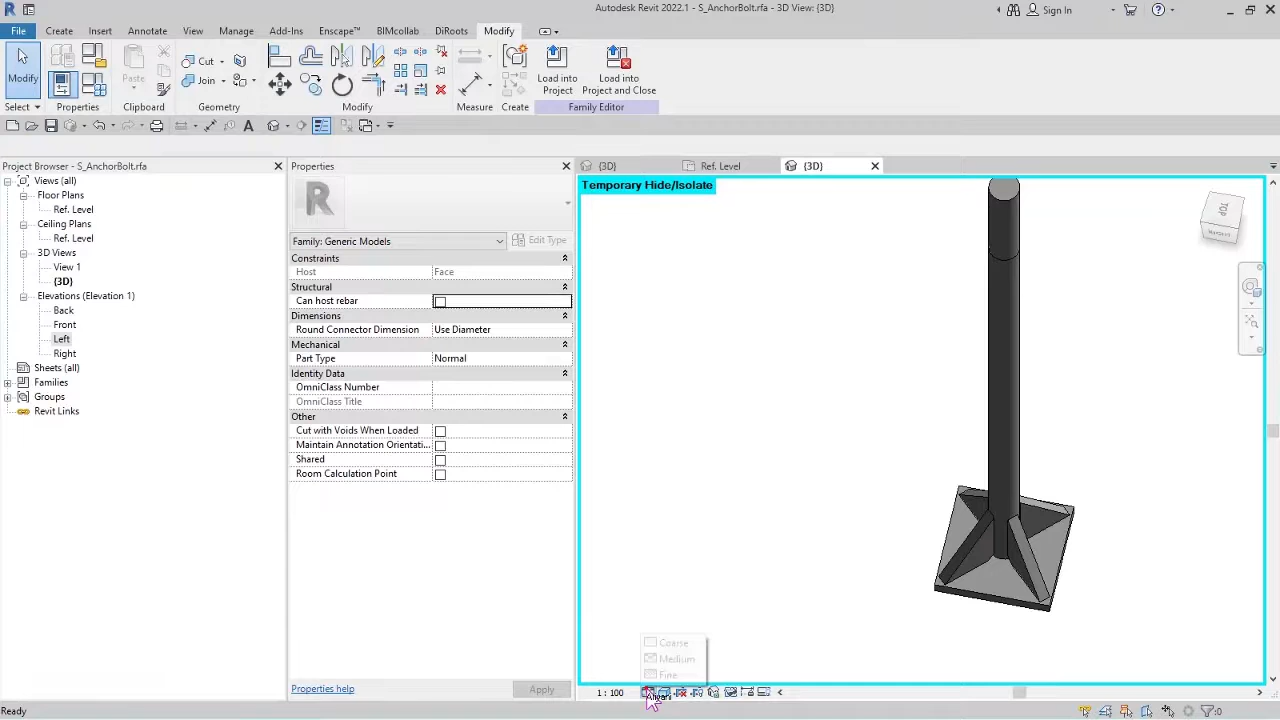 Autodesk Revit 2022.1 - S_AnchorBolt.rfa - 3D View: {3D}
Sign In
File Create Insert Annotate View Manage Add-Ins Enscape™ BIMcollab DiRoots Modify
Modify Paste Cut Join Load into Project Load into Project and Close
Select Properties Clipboard Geometry Modify Measure Create Family Editor
Project Browser - S_AnchorBolt.rfa
Views (all)
Floor Plans
Ref. Level
Ceiling Plans
Ref. Level
3D Views
View 1
{3D}
Elevations (Elevation 1)
Back
Front
Left
Right
Sheets (all)
Families
Groups
Revit Links
Properties
Family: Generic Models
Edit Type
Constraints
Host Face
Structural
Can host rebar
Dimensions
Round Connector Dimension Use Diameter
Mechanical
Part Type Normal
Identity Data
OmniClass Number
OmniClass Title
Other
Cut with Voids When Loaded
Maintain Annotation Orientati...
Shared
Room Calculation Point
Properties help
Apply
{3D} Ref. Level {3D}
Temporary Hide/Isolate
TOP
Coarse
Medium
Fine
1 : 100
Ready
:0